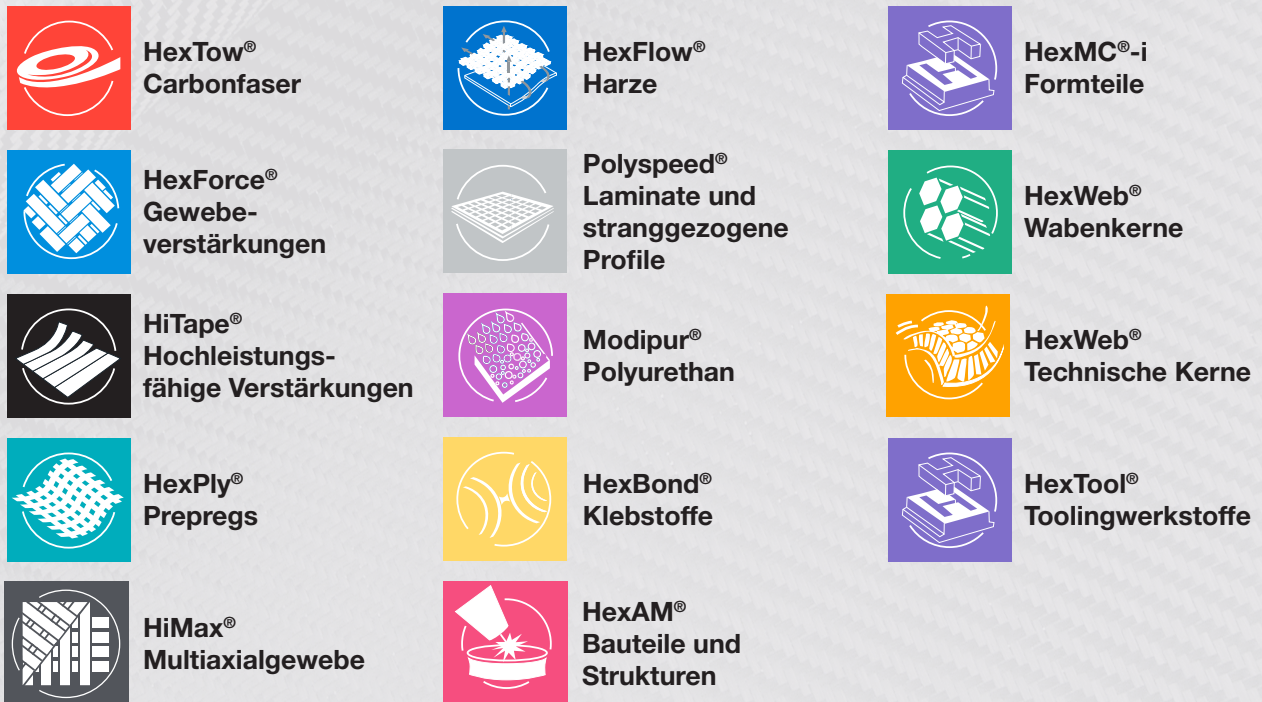 HexTow®
Carbonfaser
HexForce®
Gewebe-
verstärkungen
HiTape®
Hochleistungs-
fähige Verstärkungen
HexPly®
Prepregs
HiMax®
Multiaxialgewebe
HexFlow®
Harze
Polyspeed®
Laminate und
stranggezogene
Profile
Modipur®
Polyurethan
HexBond®
Klebstoffe
HexAM®
Bauteile und
Strukturen
HexMC®-i
Formteile
HexWeb®
Wabenkerne
HexWeb®
Technische Kerne
HexTool®
Toolingwerkstoffe